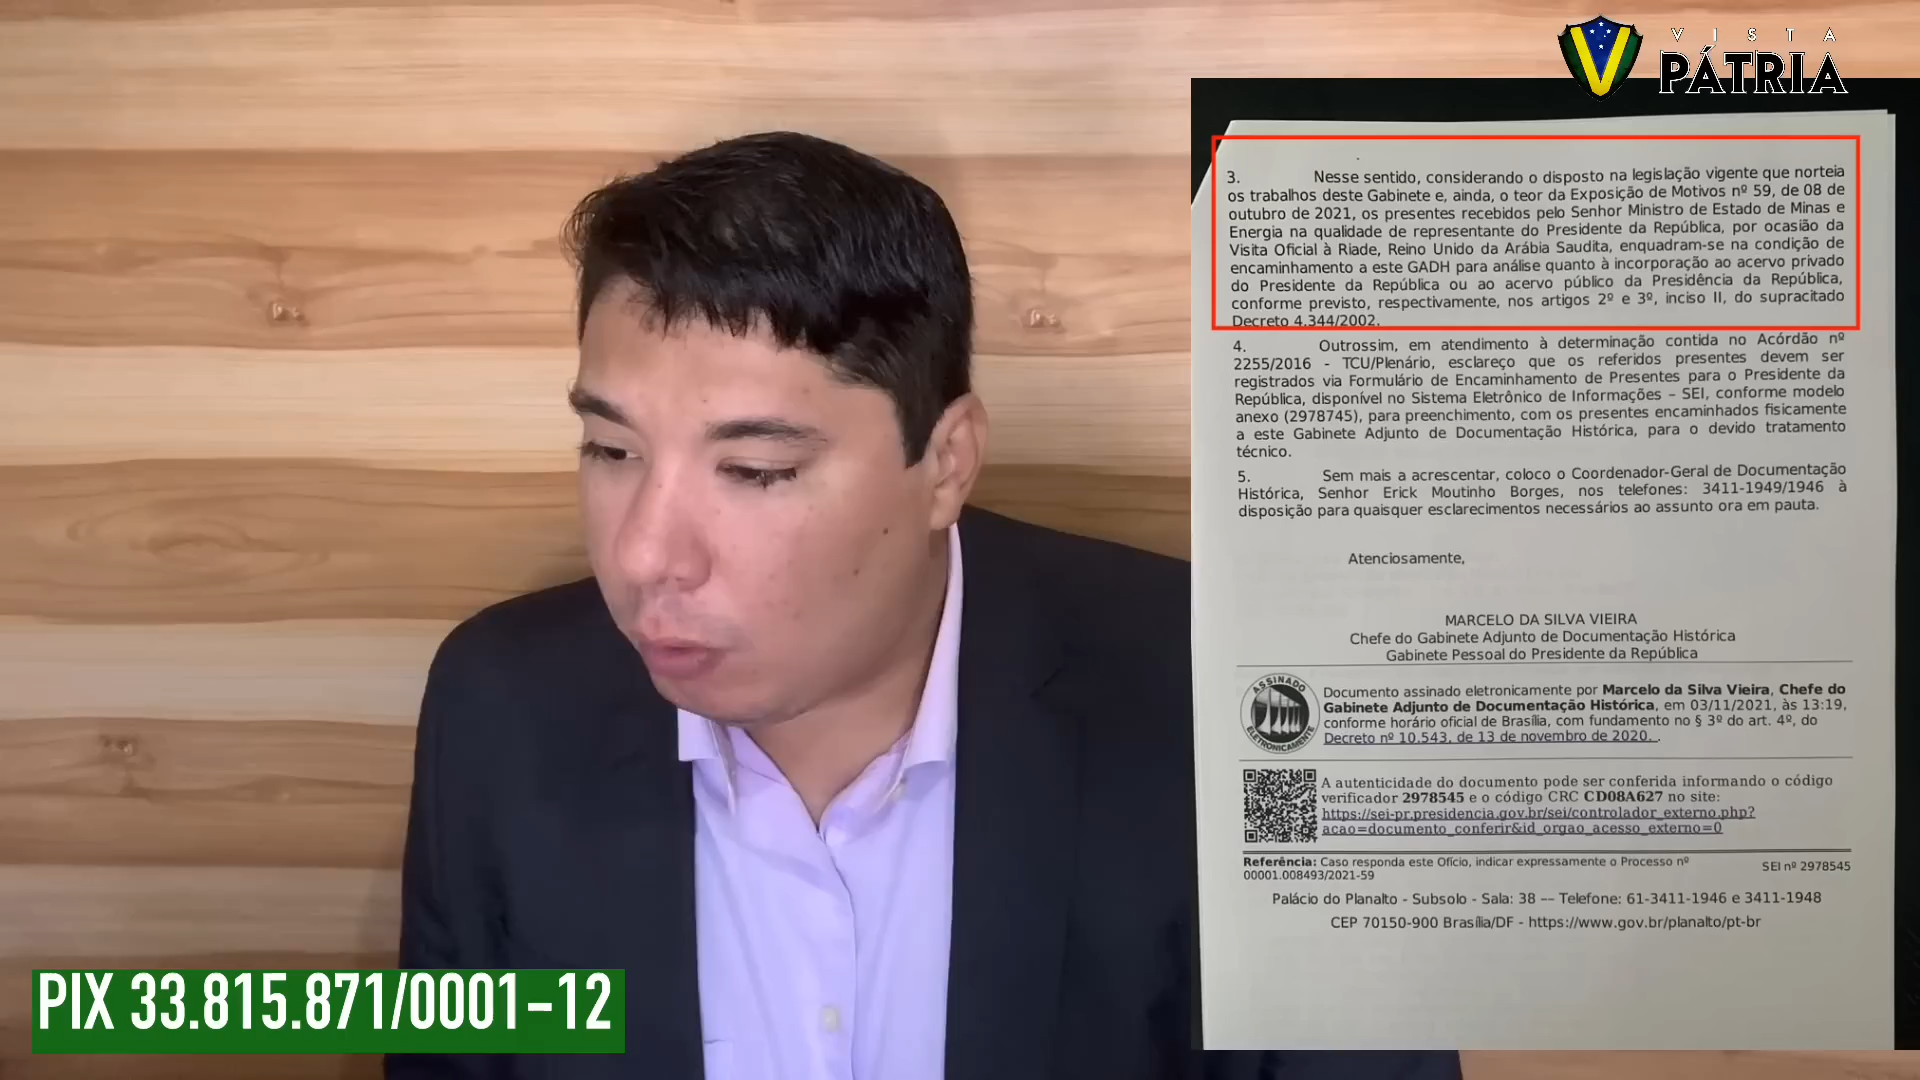 VISTA
PÁTRIA
3. Nesse sentido, considerando o disposto na legislação vigente que norteia
os trabalhos deste Gabinete e, ainda, o teor da Exposição de Motivos nº 59, de 08 de
outubro de 2021, os presentes recebidos pelo Senhor Ministro de Estado de Minas e
Energia na qualidade de representante do Presidente da República, por ocasião da
Visita Oficial à Riade, Reino Unido da Arábia Saudita, enquadram-se na condição de
encaminhamento a este GADH para análise quanto à incorporação ao acervo privado
do Presidente da República ou ao acervo público da Presidência da República,
conforme previsto, respectivamente, nos artigos 2º e 3º, inciso II, do supracitado
Decreto 4.344/2002.
4. Outrossim, em atendimento à determinação contida no Acórdão nº
2255/2016 - TCU/Plenário, esclareço que os referidos presentes devem ser
registrados via Formulário de Encaminhamento de Presentes para o Presidente da
República, disponível no Sistema Eletrônico de Informações – SEI, conforme modelo
anexo (2978745), para preenchimento, com os presentes encaminhados fisicamente
a este Gabinete Adjunto de Documentação Histórica, para o devido tratamento
técnico.
5. Sem mais a acrescentar, coloco o Coordenador-Geral de Documentação
Histórica, Senhor Erick Moutinho Borges, nos telefones: 3411-1949/1946 à
disposição para quaisquer esclarecimentos necessários ao assunto ora em pauta.
Atenciosamente,
MARCELO DA SILVA VIEIRA
Chefe do Gabinete Adjunto de Documentação Histórica
Gabinete Pessoal do Presidente da República
ASSINADO
ELETRONICAMENTE
Documento assinado eletronicamente por Marcelo da Silva Vieira, Chefe do
Gabinete Adjunto de Documentação Histórica, em 03/11/2021, às 13:19,
conforme horário oficial de Brasília, com fundamento no § 3º do art. 4º, do
Decreto nº 10.543, de 13 de novembro de 2020. .
A autenticidade do documento pode ser conferida informando o código
verificador 2978545 e o código CRC CD08A627 no site:
https://sei-pr.presidencia.gov.br/sei/controlador_externo.php?
acao=documento_conferir&id_orgao_acesso_externo=0
Referência: Caso responda este Ofício, indicar expressamente o Processo nº
00001.008493/2021-59
SEI nº 2978545
Palácio do Planalto - Subsolo - Sala: 38 –– Telefone: 61-3411-1946 e 3411-1948
CEP 70150-900 Brasília/DF - https://www.gov.br/planalto/pt-br
PIX 33.815.871/0001-12